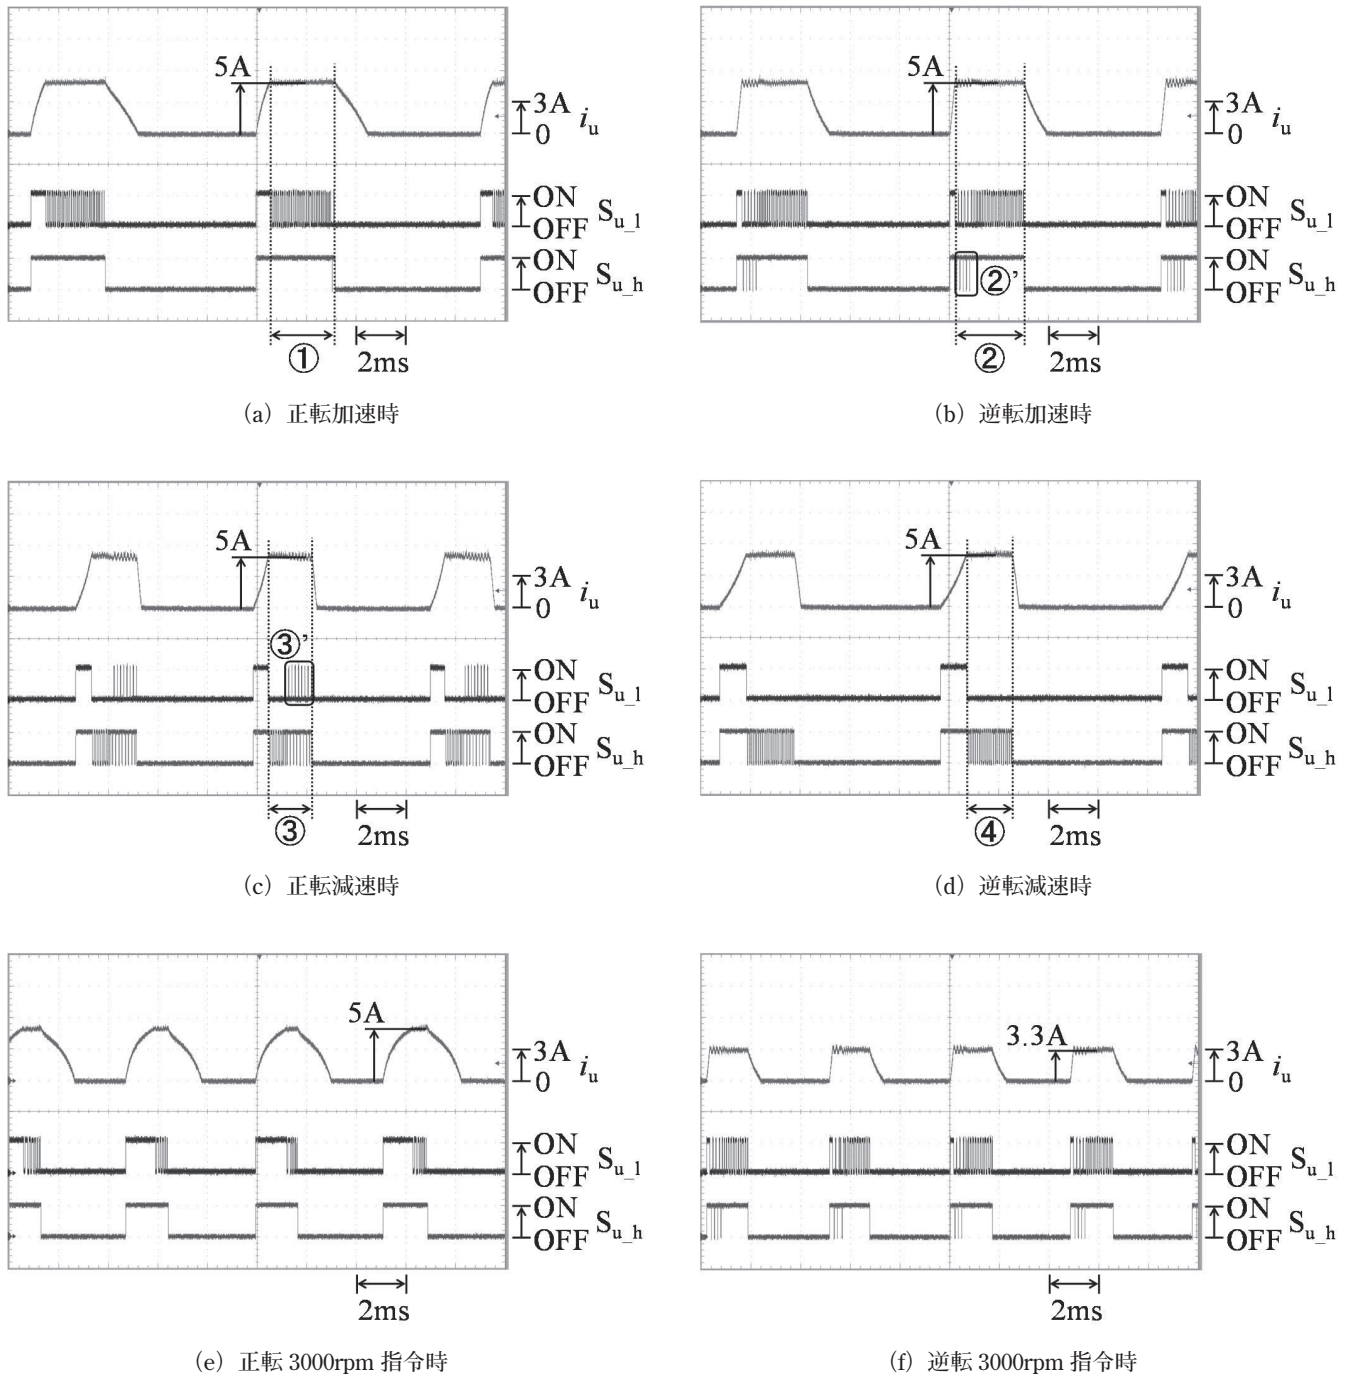 5A
3A
0
i_u
ON
OFF
S_u_l
ON
OFF
S_u_h
①
2ms
(a) 正転加速時
5A
3A
0
i_u
ON
OFF
S_u_l
ON
OFF
S_u_h
②'
②
2ms
(b) 逆転加速時
5A
3A
0
i_u
③'
ON
OFF
S_u_l
ON
OFF
S_u_h
③
2ms
(c) 正転減速時
5A
3A
0
i_u
ON
OFF
S_u_l
ON
OFF
S_u_h
④
2ms
(d) 逆転減速時
5A
3A
0
i_u
ON
OFF
S_u_l
ON
OFF
S_u_h
2ms
(e) 正転 3000rpm 指令時
3.3A
3A
0
i_u
ON
OFF
S_u_l
ON
OFF
S_u_h
2ms
(f) 逆転 3000rpm 指令時